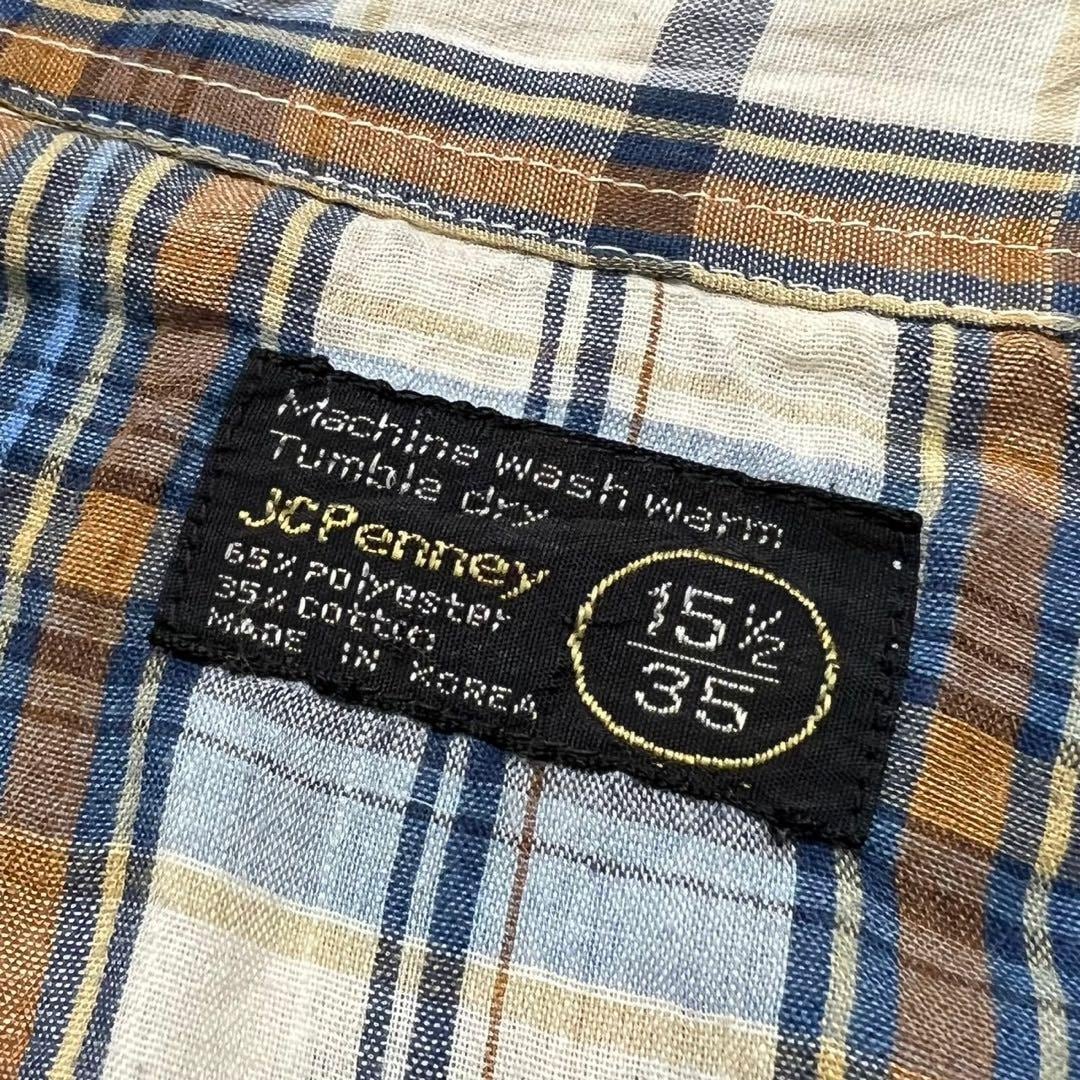 Machine wash warm
Tumble dry
JCPenney
65% Polyester
35% cotton
MADE IN KOREA
15½
35